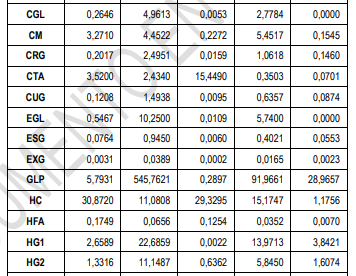 CGL 0,2646 4,9613 0,0053 2,7784 0,0000
CM 3,2710 4,4522 0,2272 5,4517 0,1545
CRG 0,2017 2,4951 0,0159 1,0618 0,1460
CTA 3,5200 2,4340 15,4490 0,3503 0,0701
CUG 0,1208 1,4938 0,0095 0,6357 0,0874
EGL 0,5467 10,2500 0,0109 5,7400 0,0000
ESG 0,0764 0,9450 0,0060 0,4021 0,0553
EXG 0,0031 0,0389 0,0002 0,0165 0,0023
GLP 5,7931 545,7621 0,2897 91,9661 28,9657
HC 30,8720 11,0808 29,3295 15,1747 1,1756
HFA 0,1749 0,0656 0,1254 0,0352 0,0070
HG1 2,6589 22,6859 0,0022 13,9713 3,8421
HG2 1,3316 11,1487 0,6362 5,8450 1,6074
UMENTO EN